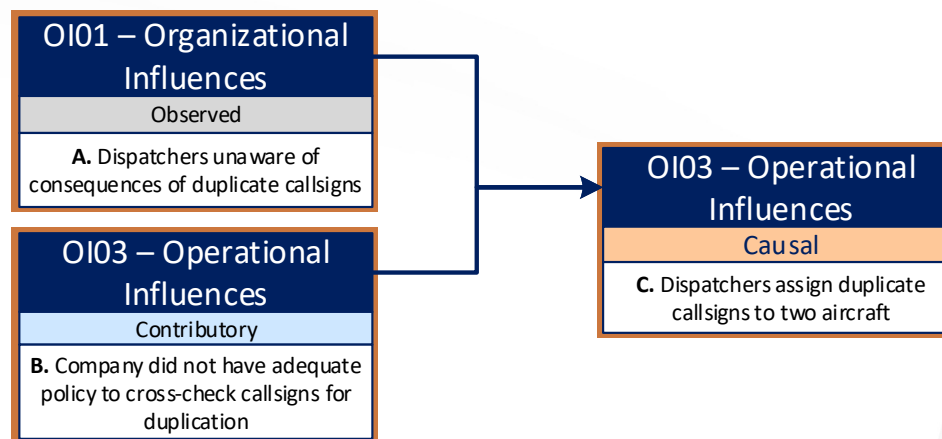 OI01 – Organizational
Influences
Observed
A. Dispatchers unaware of
consequences of duplicate callsigns
OI03 – Operational
Influences
Contributory
B. Company did not have adequate
policy to cross-check callsigns for
duplication
OI03 – Operational
Influences
Causal
C. Dispatchers assign duplicate
callsigns to two aircraft